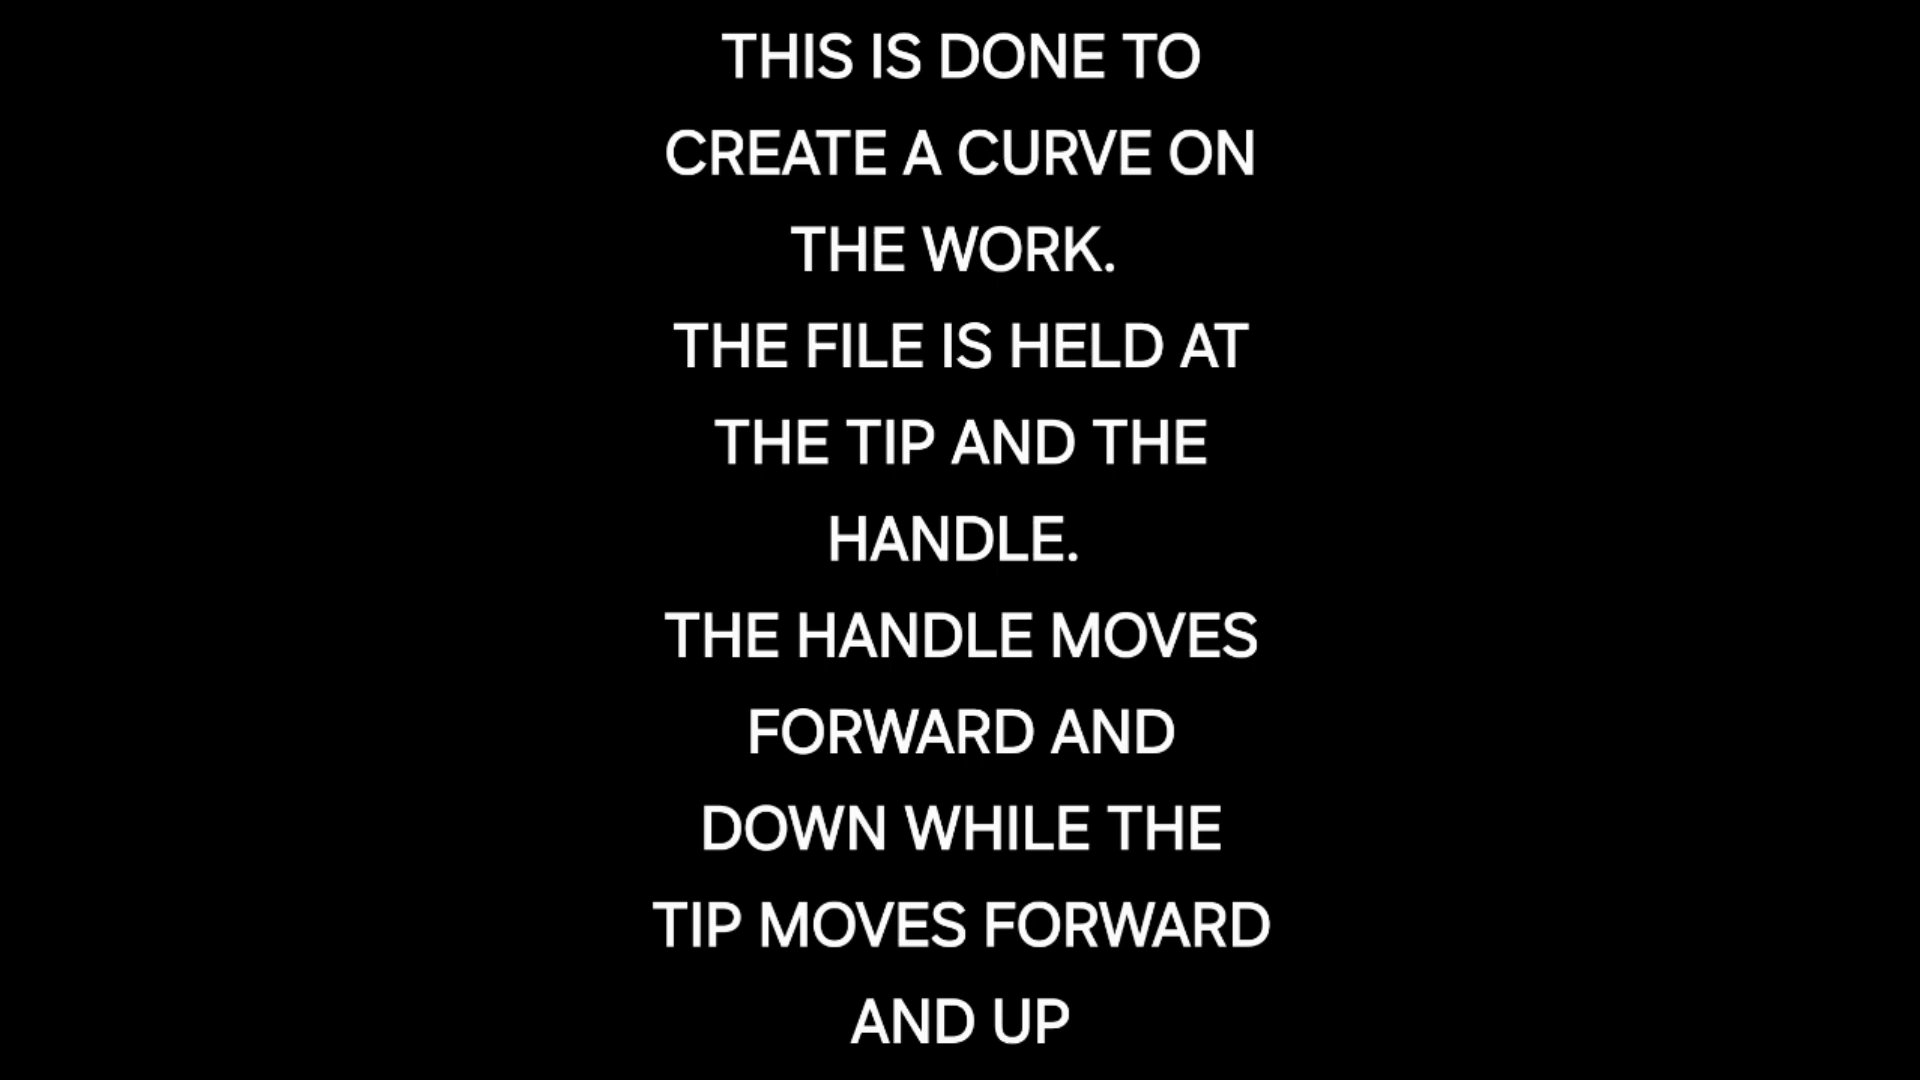 THIS IS DONE TO
CREATE A CURVE ON
THE WORK.
THE FILE IS HELD AT
THE TIP AND THE
HANDLE.
THE HANDLE MOVES
FORWARD AND
DOWN WHILE THE
TIP MOVES FORWARD
AND UP